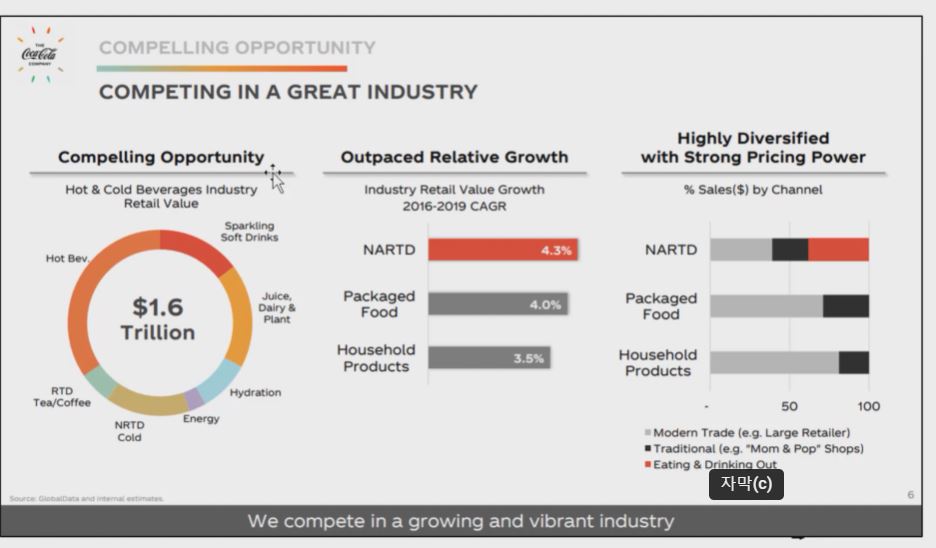 THE
Coca-Cola
COMPANY
COMPELLING OPPORTUNITY
COMPETING IN A GREAT INDUSTRY
Compelling Opportunity
Hot & Cold Beverages Industry
Retail Value
Sparkling
Soft Drinks
Hot Bev.
Juice,
Dairy &
Plant
$1.6
Trillion
Hydration
RTD
Tea/Coffee
Energy
NRTD
Cold
Outpaced Relative Growth
Industry Retail Value Growth
2016-2019 CAGR
NARTD
4.3%
Packaged
Food
4.0%
Household
Products
3.5%
Highly Diversified
with Strong Pricing Power
% Sales($) by Channel
NARTD
Packaged
Food
Household
Products
- 50 100
Modern Trade (e.g. Large Retailer)
Traditional (e.g. "Mom & Pop" Shops)
Eating & Drinking Out
자막(c)
Source: GlobalData and internal estimates.
6
We compete in a growing and vibrant industry